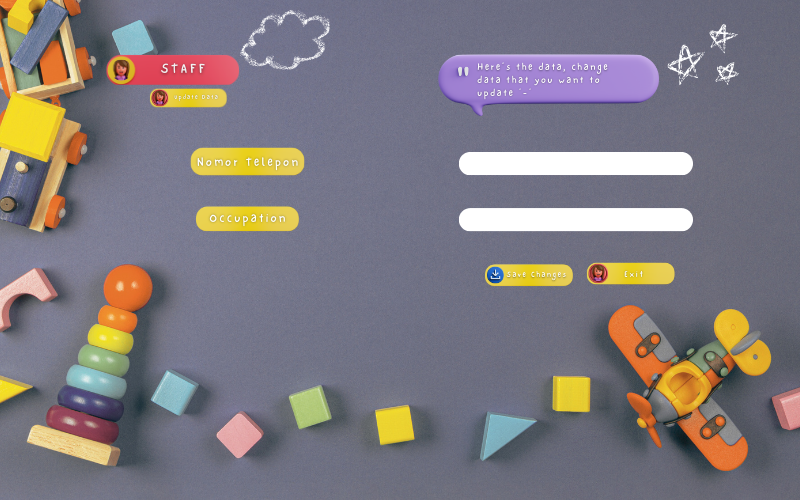 STAFF
update Data
" Here's the data, change
data that you want to
update ^-^
Nomor Telepon
Occupation
Save Changes
Exit